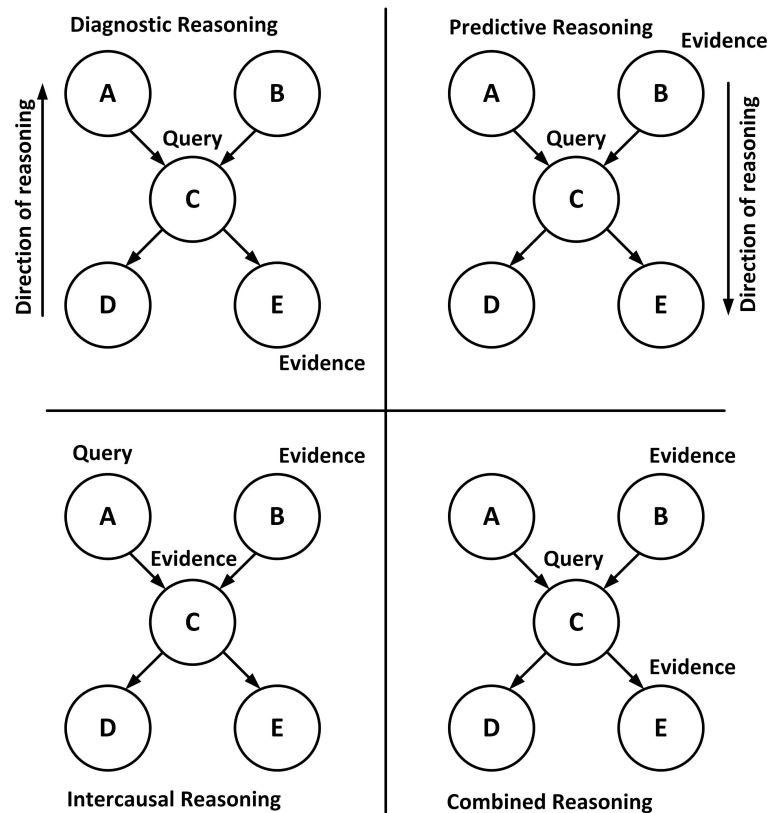 Diagnostic Reasoning
A
B
Query
C
D
E
Evidence
Direction of reasoning
Predictive Reasoning
Evidence
A
B
Query
C
D
E
Direction of reasoning
Query
Evidence
A
B
Evidence
C
D
E
Intercausal Reasoning
Evidence
A
B
Query
C
Evidence
D
E
Combined Reasoning